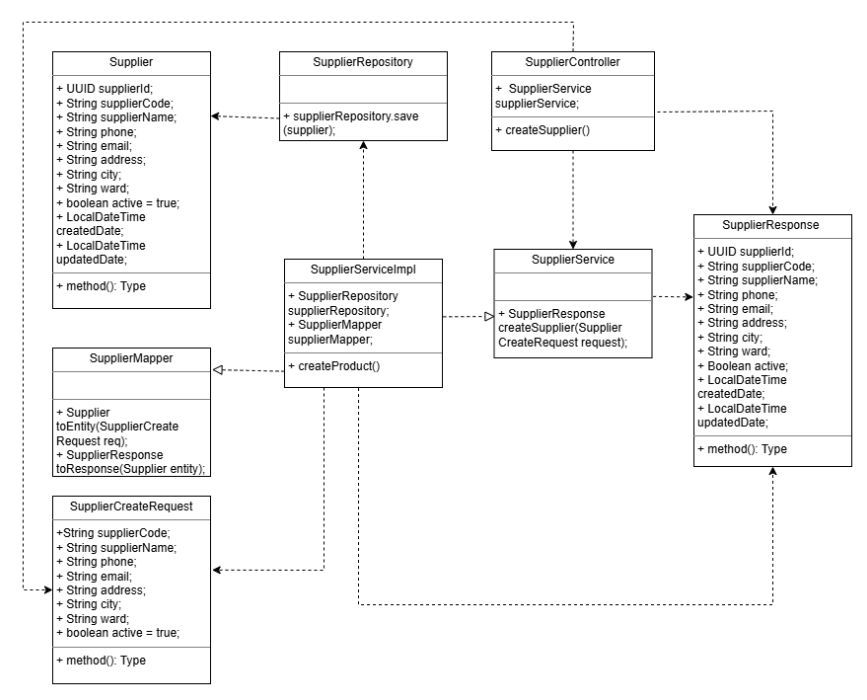 Supplier
+ UUID supplierId;
+ String supplierCode;
+ String supplierName;
+ String phone;
+ String email;
+ String address;
+ String city;
+ String ward;
+ boolean active = true;
+ LocalDateTime
createdDate;
+ LocalDateTime
updatedDate;
+ method(): Type
SupplierRepository
+ supplierRepository.save
(supplier);
SupplierController
+  SupplierService
supplierService;
+ createSupplier()
SupplierResponse
+ UUID supplierId;
+ String supplierCode;
+ String supplierName;
+ String phone;
+ String email;
+ String address;
+ String city;
+ String ward;
+ Boolean active;
+ LocalDateTime
createdDate;
+ LocalDateTime
updatedDate;
+ method(): Type
SupplierServiceImpl
+ SupplierRepository
supplierRepository;
+ SupplierMapper
supplierMapper;
+ createProduct()
SupplierService
+ SupplierResponse
createSupplier(Supplier
CreateRequest request);
SupplierMapper
+ Supplier
toEntity(SupplierCreate
Request req);
+ SupplierResponse
toResponse(Supplier entity);
SupplierCreateRequest
+String supplierCode;
+ String supplierName;
+ String phone;
+ String email;
+ String address;
+ String city;
+ String ward;
+ boolean active = true;
+ method(): Type